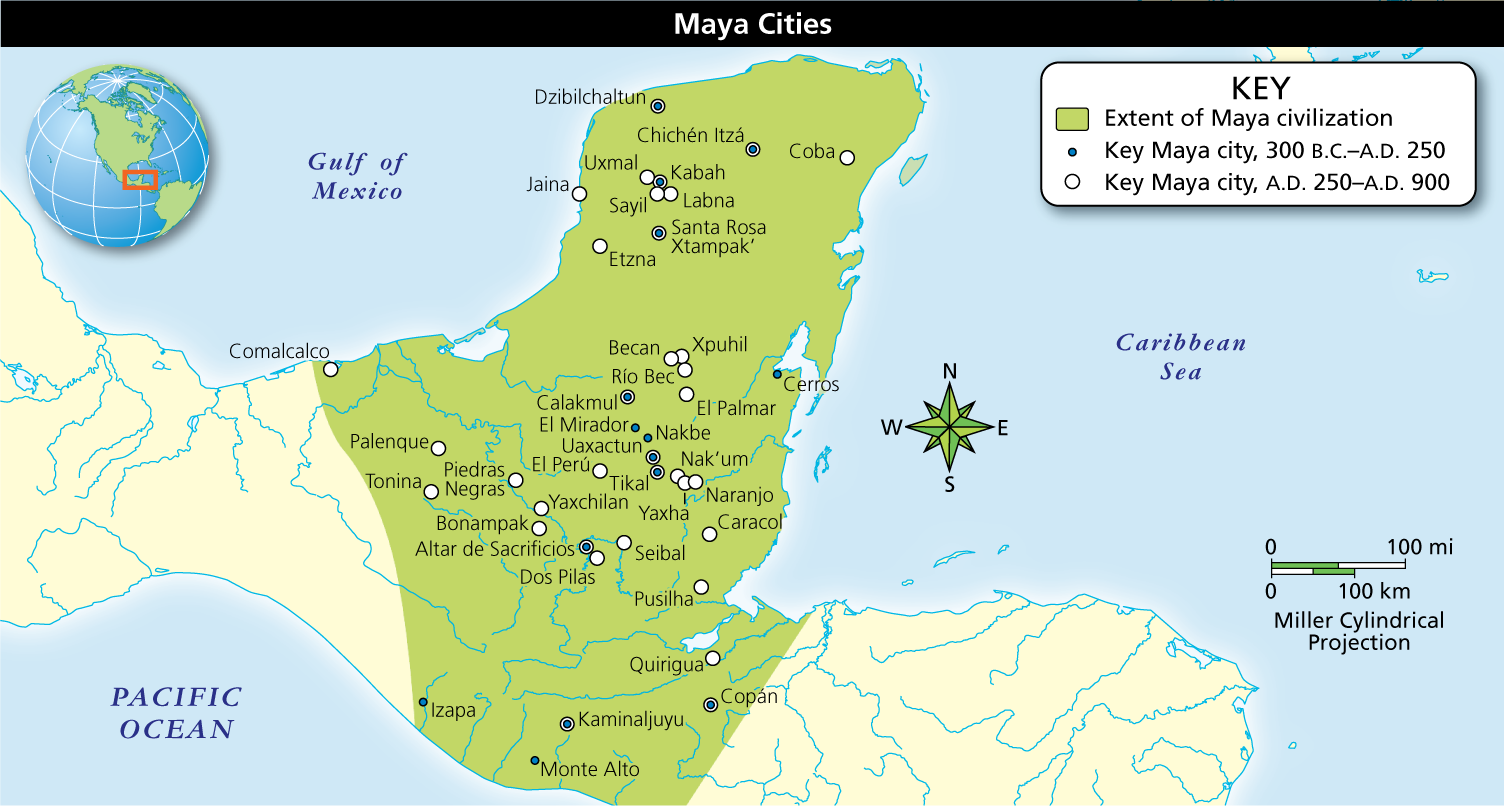 Maya Cities
KEY
Extent of Maya civilization
Key Maya city, 300 B.C.–A.D. 250
Key Maya city, A.D. 250–A.D. 900
Gulf of
Mexico
Dzibilchaltun
Chichén Itzá
Coba
Uxmal
Kabah
Jaina
Sayil
Labna
Santa Rosa
Xtampak’
Etzna
Comalcalco
Becan
Xpuhil
Río Bec
Cerros
Calakmul
El Palmar
El Mirador
Nakbe
Uaxactun
Palenque
El Perú
Nak’um
Piedras
Negras
Tonina
Tikal
Naranjo
Yaxchilan
Yaxha
Bonampak
Caracol
Altar de Sacrificios
Seibal
Dos Pilas
Pusilha
Quirigua
Copán
Izapa
Kaminaljuyu
Monte Alto
Caribbean
Sea
N
W
E
S
0
100 mi
0
100 km
Miller Cylindrical
Projection
PACIFIC
OCEAN